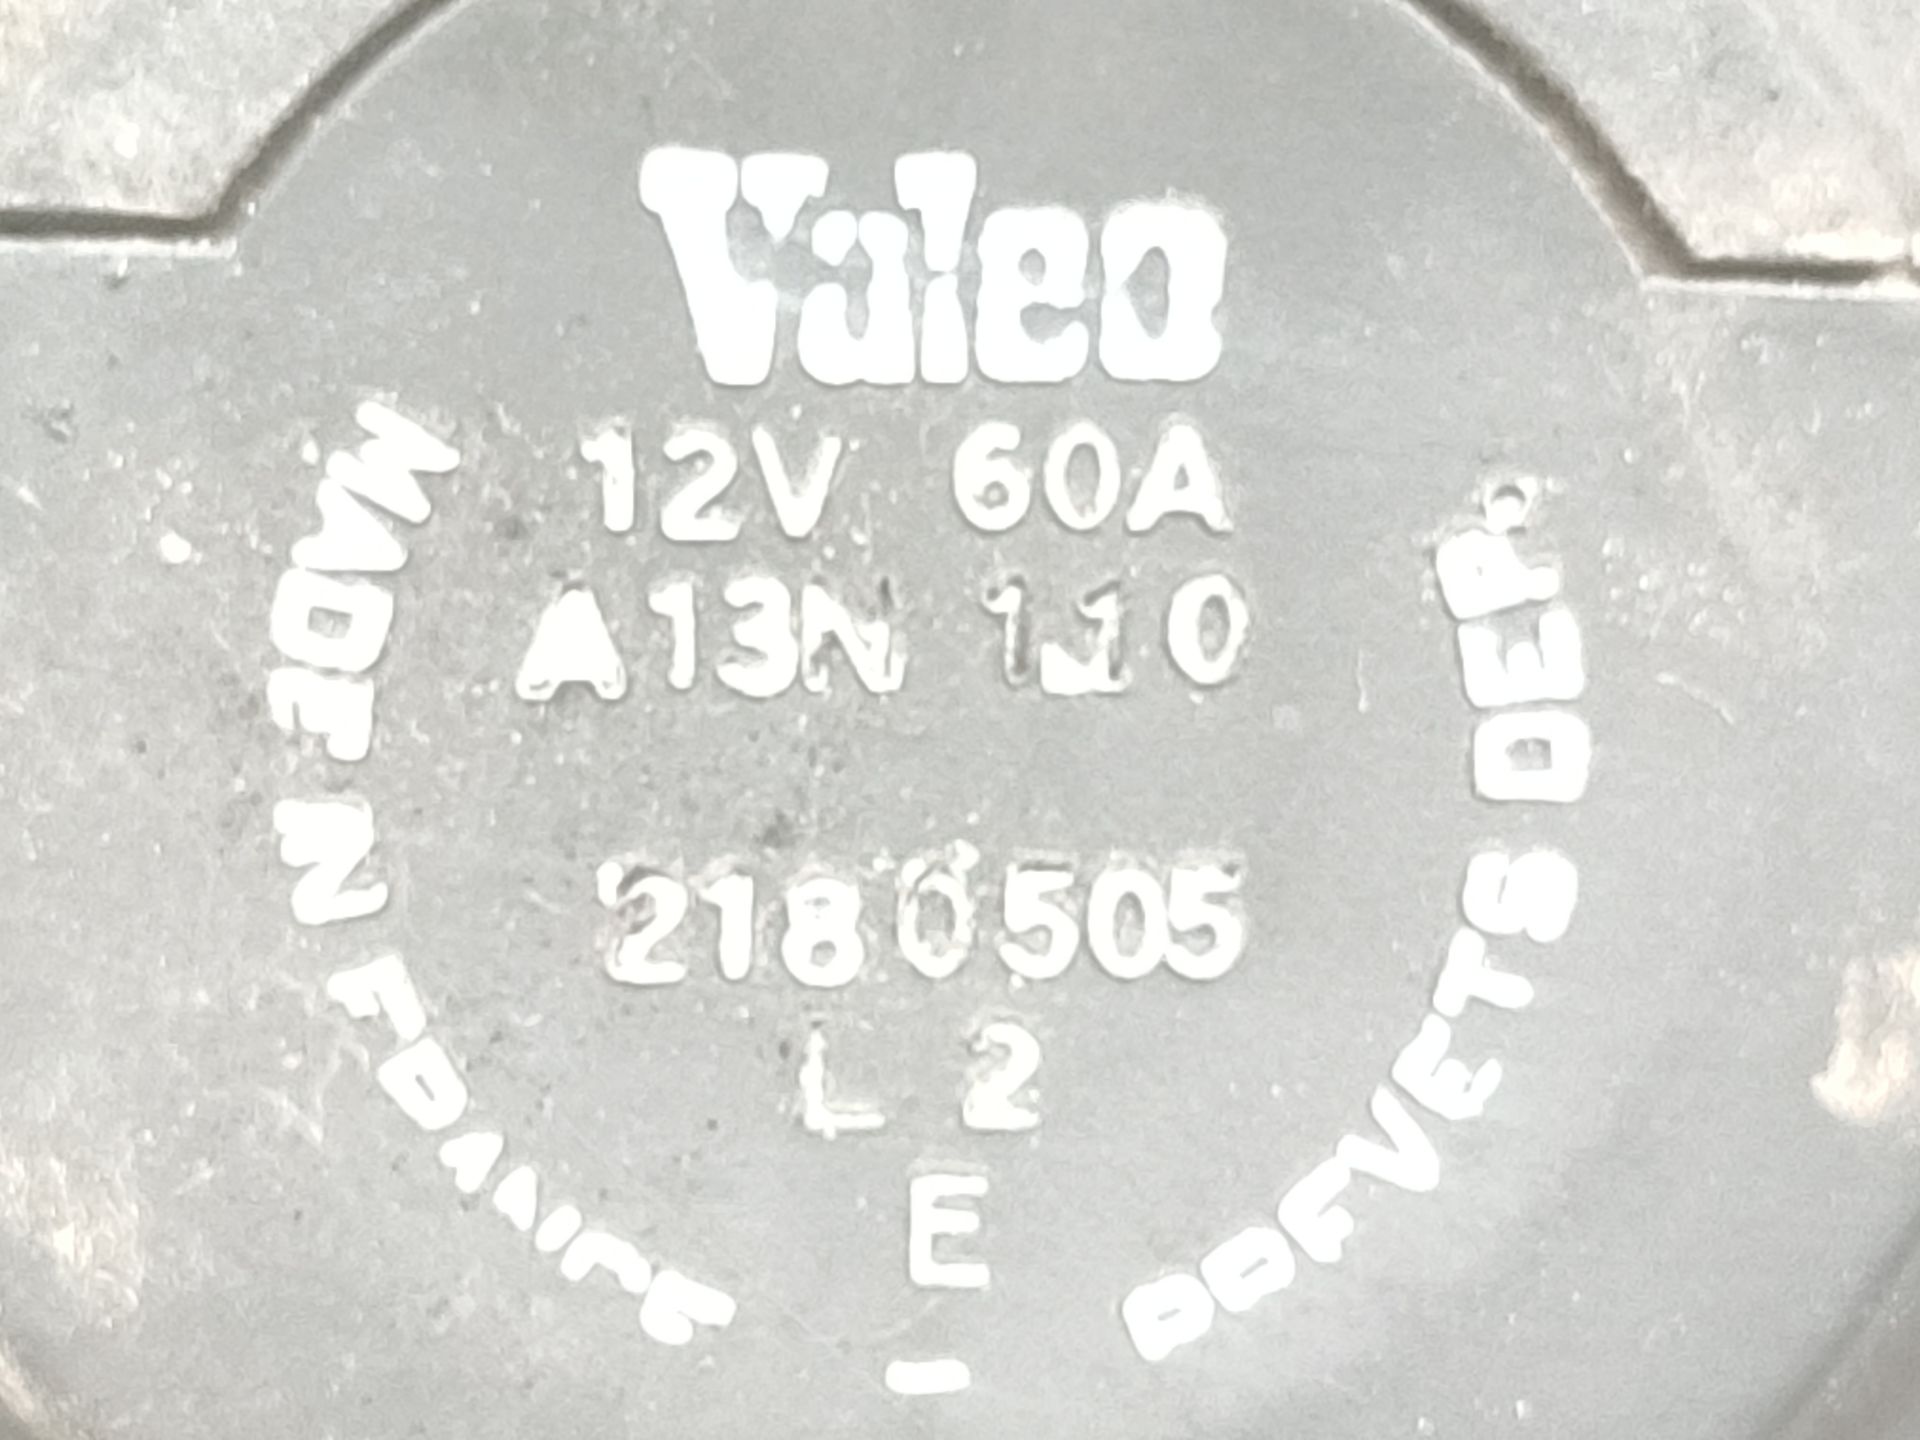 Valeo
12V 60A
A13N 110
2180505
L 2
E
MADE IN FRANCE - BREVETS DEP.